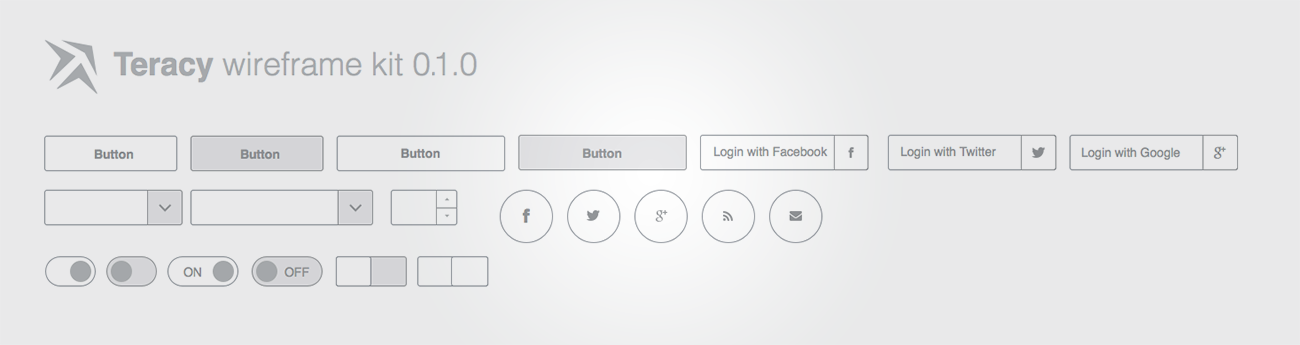 Teracy wireframe kit 0.1.0
Button
Button
Button
Button
Login with Facebook f
Login with Twitter
Login with Google g+
f
g+
ON
OFF